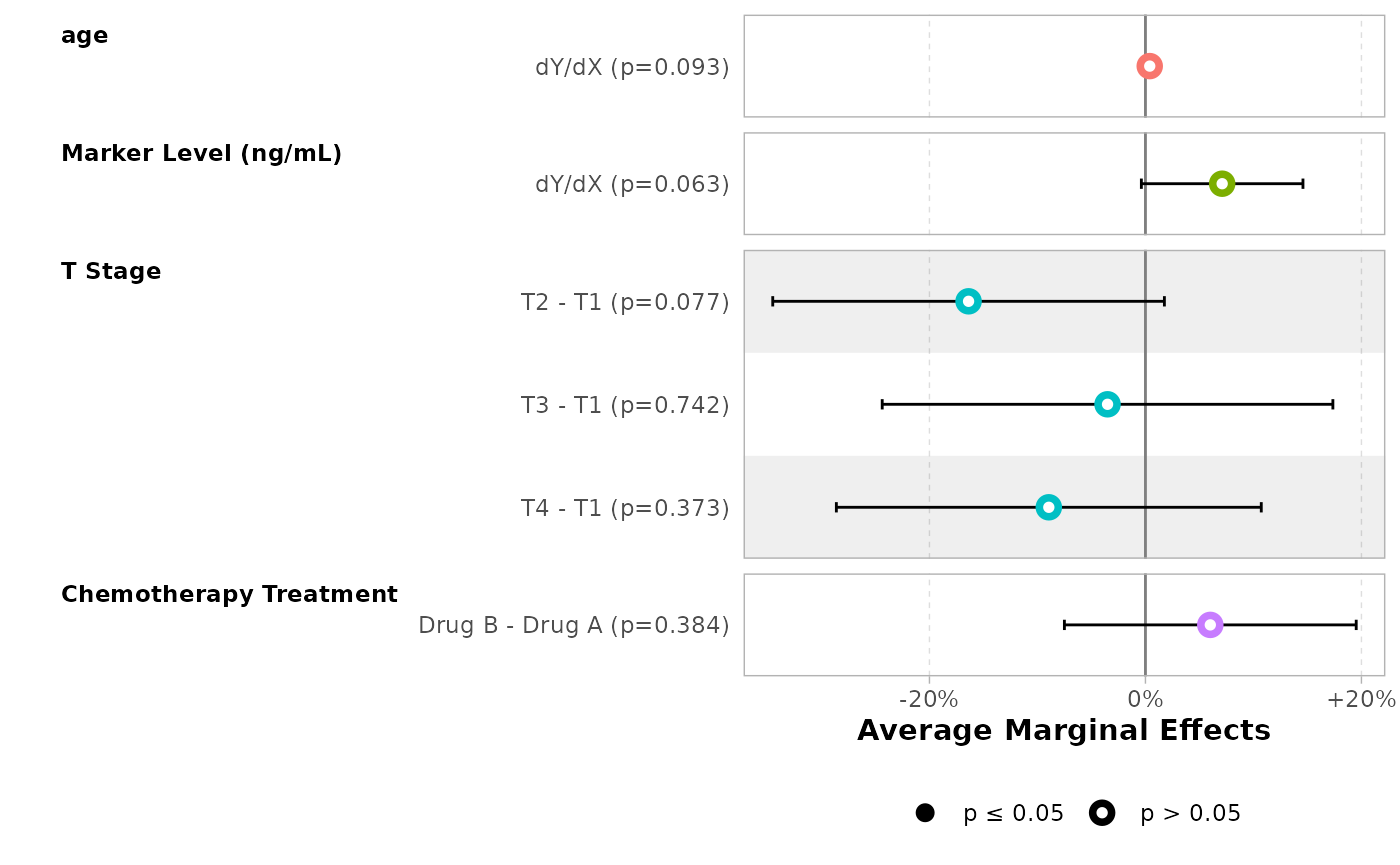 age
dY/dX (p=0.093)
Marker Level (ng/mL)
dY/dX (p=0.063)
T Stage
T2 - T1 (p=0.077)
T3 - T1 (p=0.742)
T4 - T1 (p=0.373)
Chemotherapy Treatment
Drug B - Drug A (p=0.384)
-20% 0% +20%
Average Marginal Effects
p ≤ 0.05 p > 0.05